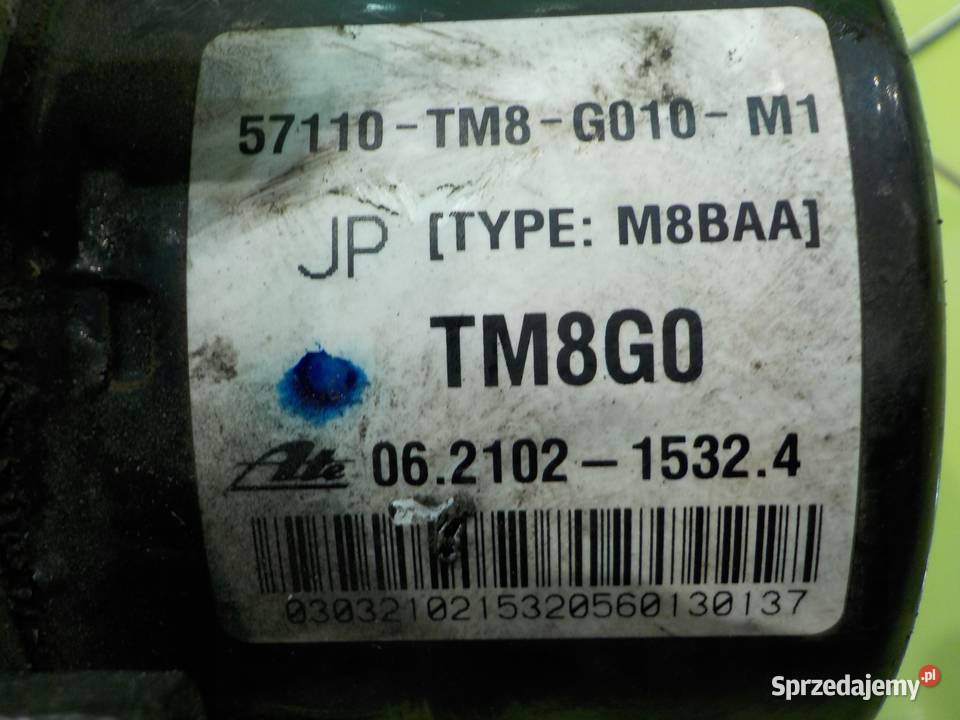 57110-TM8-G010-M1
JP [TYPE: M8BAA]
TM8G0
Ate 06.2102-1532.4
0303210215320560130137
Sprzedajemy.pl